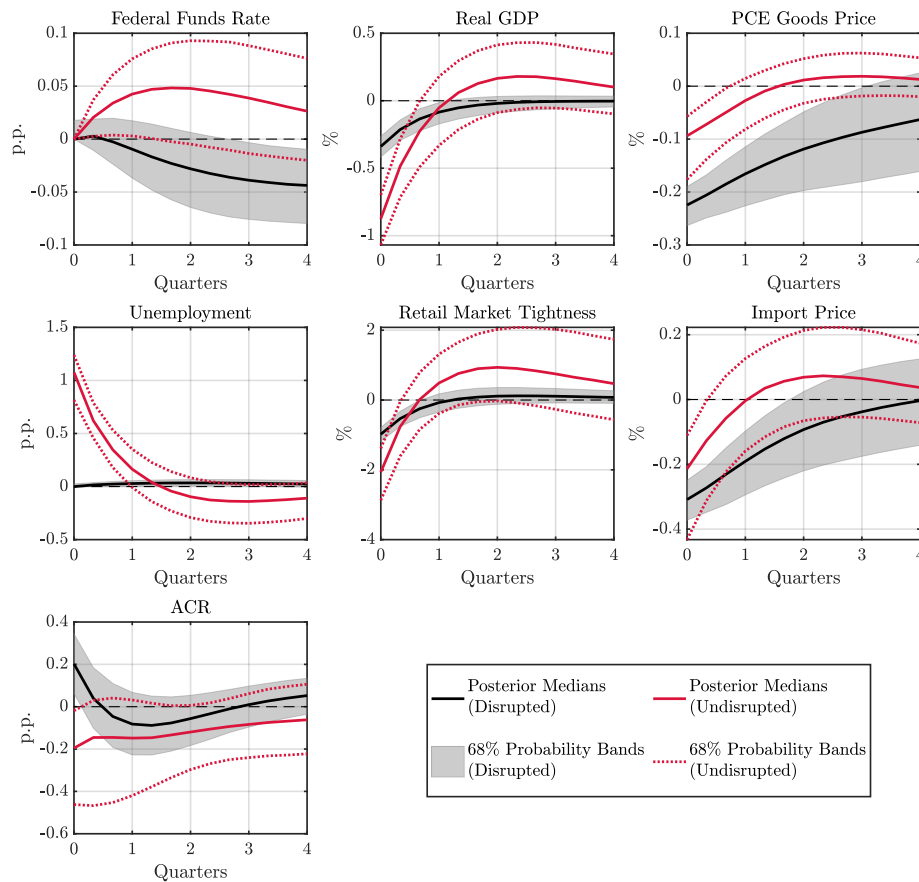 Federal Funds Rate
0.1
0.05
0
-0.05
-0.1
p.p.
0 1 2 3 4
Quarters
Real GDP
0.5
0
-0.5
-1
%
0 1 2 3 4
Quarters
PCE Goods Price
0.1
0
-0.1
-0.2
-0.3
%
0 1 2 3 4
Quarters
Unemployment
1.5
1
0.5
0
-0.5
p.p.
0 1 2 3 4
Quarters
Retail Market Tightness
2
0
-2
-4
%
0 1 2 3 4
Quarters
Import Price
0.2
0
-0.2
-0.4
%
0 1 2 3 4
Quarters
ACR
0.4
0.2
0
-0.2
-0.4
-0.6
p.p.
0 1 2 3 4
Quarters
Posterior Medians
(Disrupted)
Posterior Medians
(Undisrupted)
68% Probability Bands
(Disrupted)
68% Probability Bands
(Undisrupted)